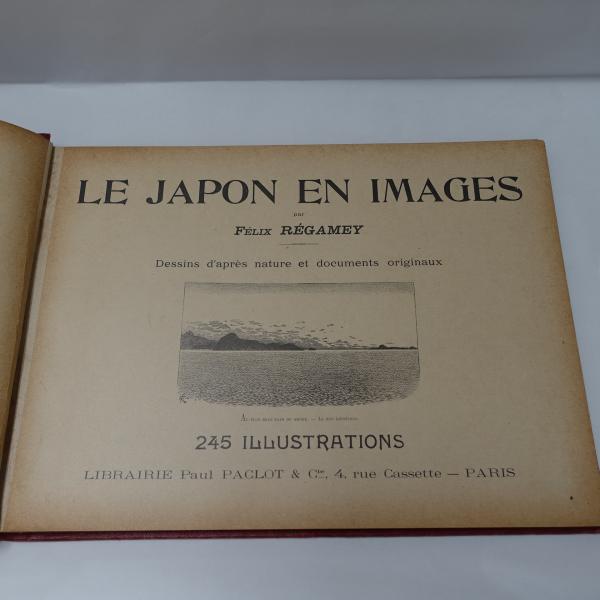 LE JAPON EN IMAGES
par
FÉLIX RÉGAMEY
Dessins d'après nature et documents originaux
245 ILLUSTRATIONS
LIBRAIRIE Paul PACLOT & Cie, 4, rue Cassette — PARIS